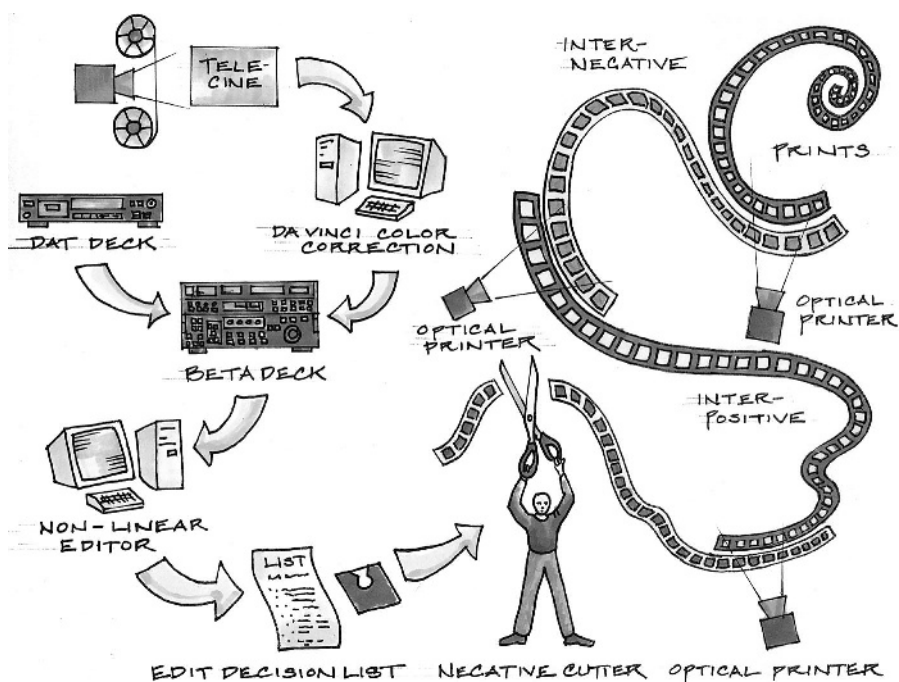 TELE-
CINE
INTER-
NEGATIVE
PRINTS
DAT DECK
DA VINCI COLOR
CORRECTION
OPTICAL
PRINTER
OPTICAL
PRINTER
BETA DECK
INTER-
POSITIVE
NON-LINEAR
EDITOR
LIST
EDIT DECISION LIST
NEGATIVE CUTTER
OPTICAL PRINTER